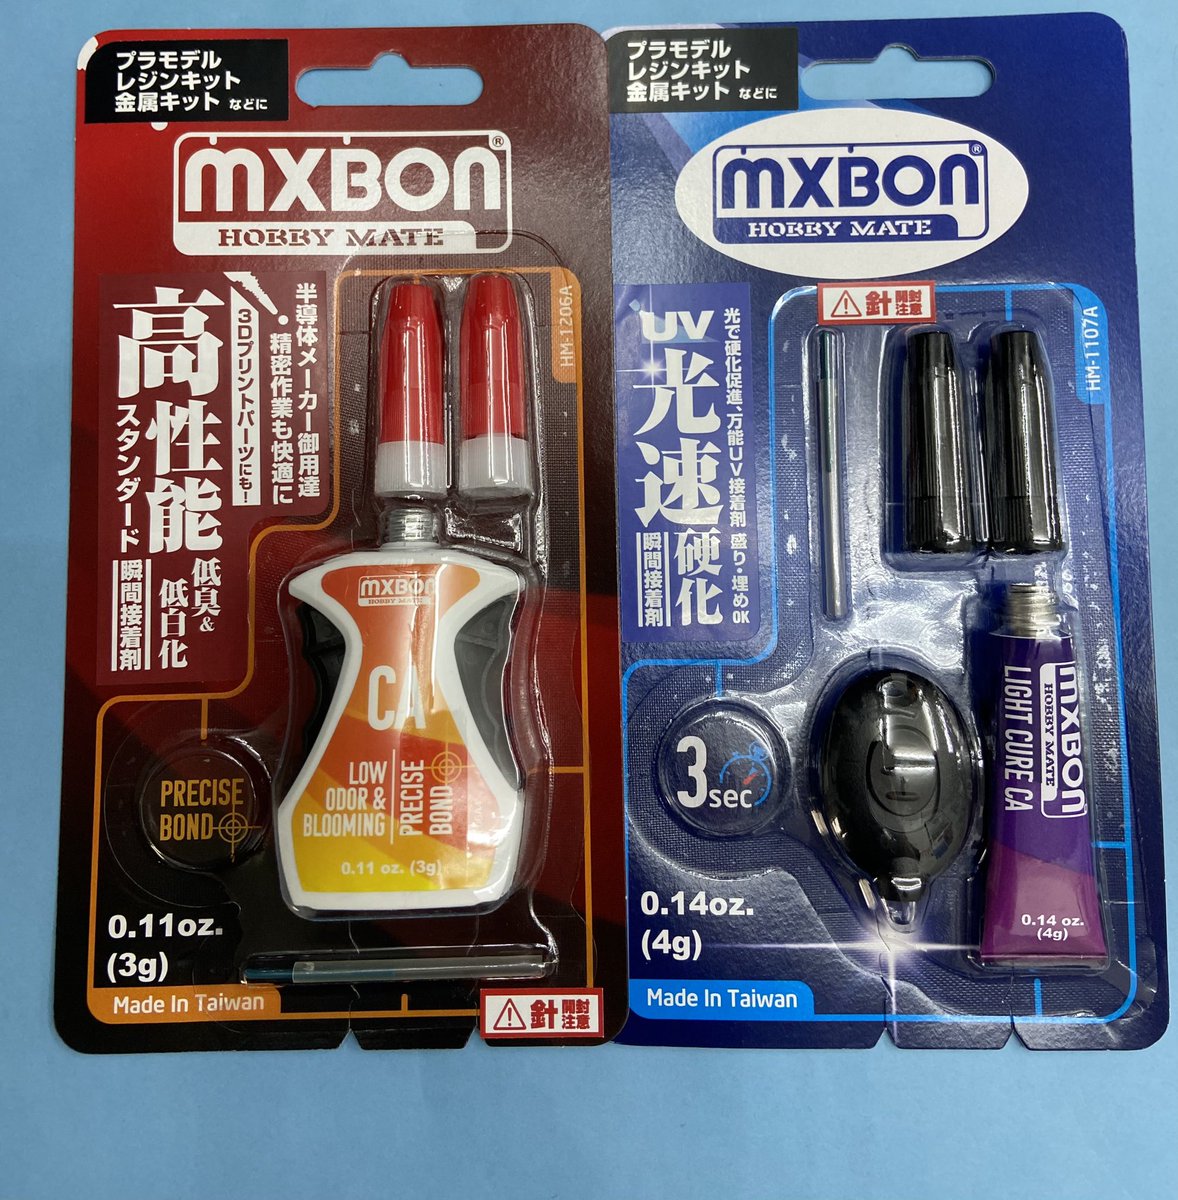 プラモデル
レジンキット
金属キット などに
MXBON®
HOBBY MATE
半導体メーカー御用達
精密作業も快適に
3Dプリントパーツにも!
高性能
スタンダード
低臭&
低白化
瞬間接着剤
HM-1206A
MXBON
HOBBY MATE
CA
LOW
ODOR &
BLOOMING
PRECISE
BOND
0.11 oz. (3g)
PRECISE
BOND
0.11oz.
(3g)
Made In Taiwan
⚠針 開封
注意
プラモデル
レジンキット
金属キット などに
MXBON®
HOBBY MATE
⚠針 開封
注意
HM-1107A
光で硬化促進、万能UV接着剤 盛り・埋めOK
UV
光速硬化
瞬間接着剤
3sec
MXBON
HOBBY MATE
LIGHT CURE CA
0.14 oz.
(4g)
0.14oz.
(4g)
Made In Taiwan